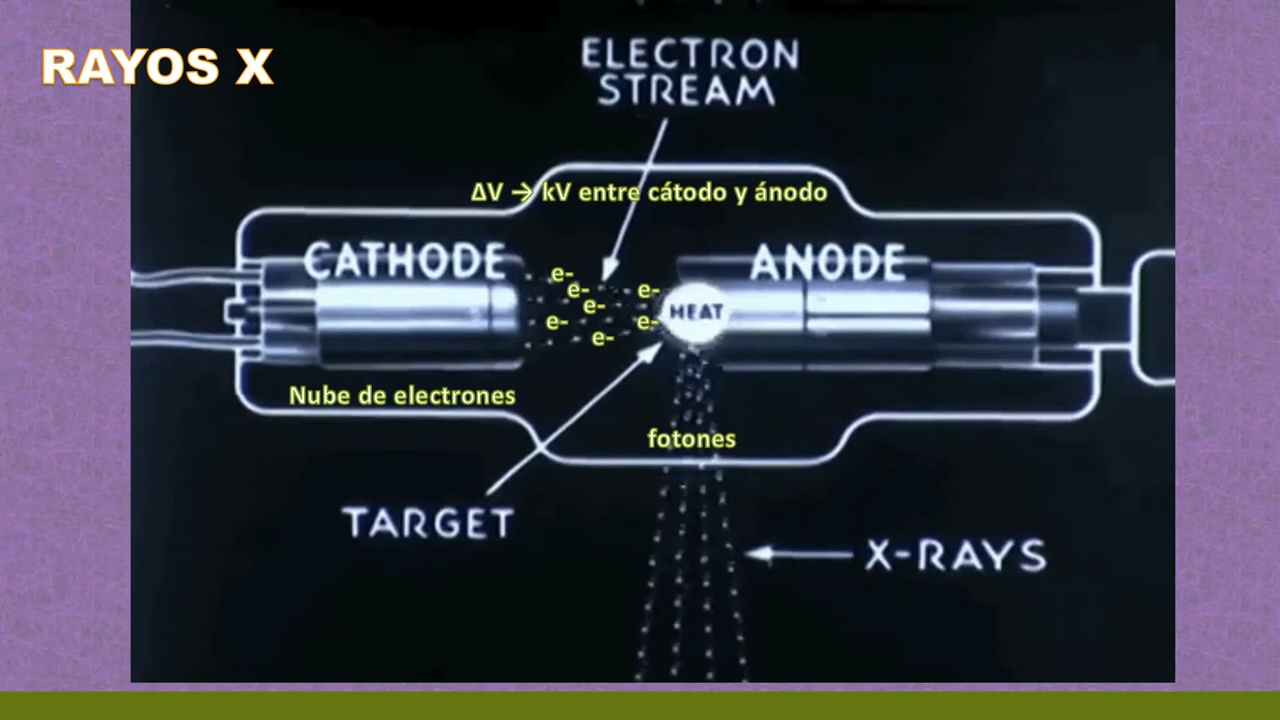 RAYOS X
ELECTRON
STREAM
ΔV → kV entre cátodo y ánodo
CATHODE
ANODE
e-
e-
e-
e-
e-
e-
e-
HEAT
Nube de electrones
fotones
TARGET
X-RAYS